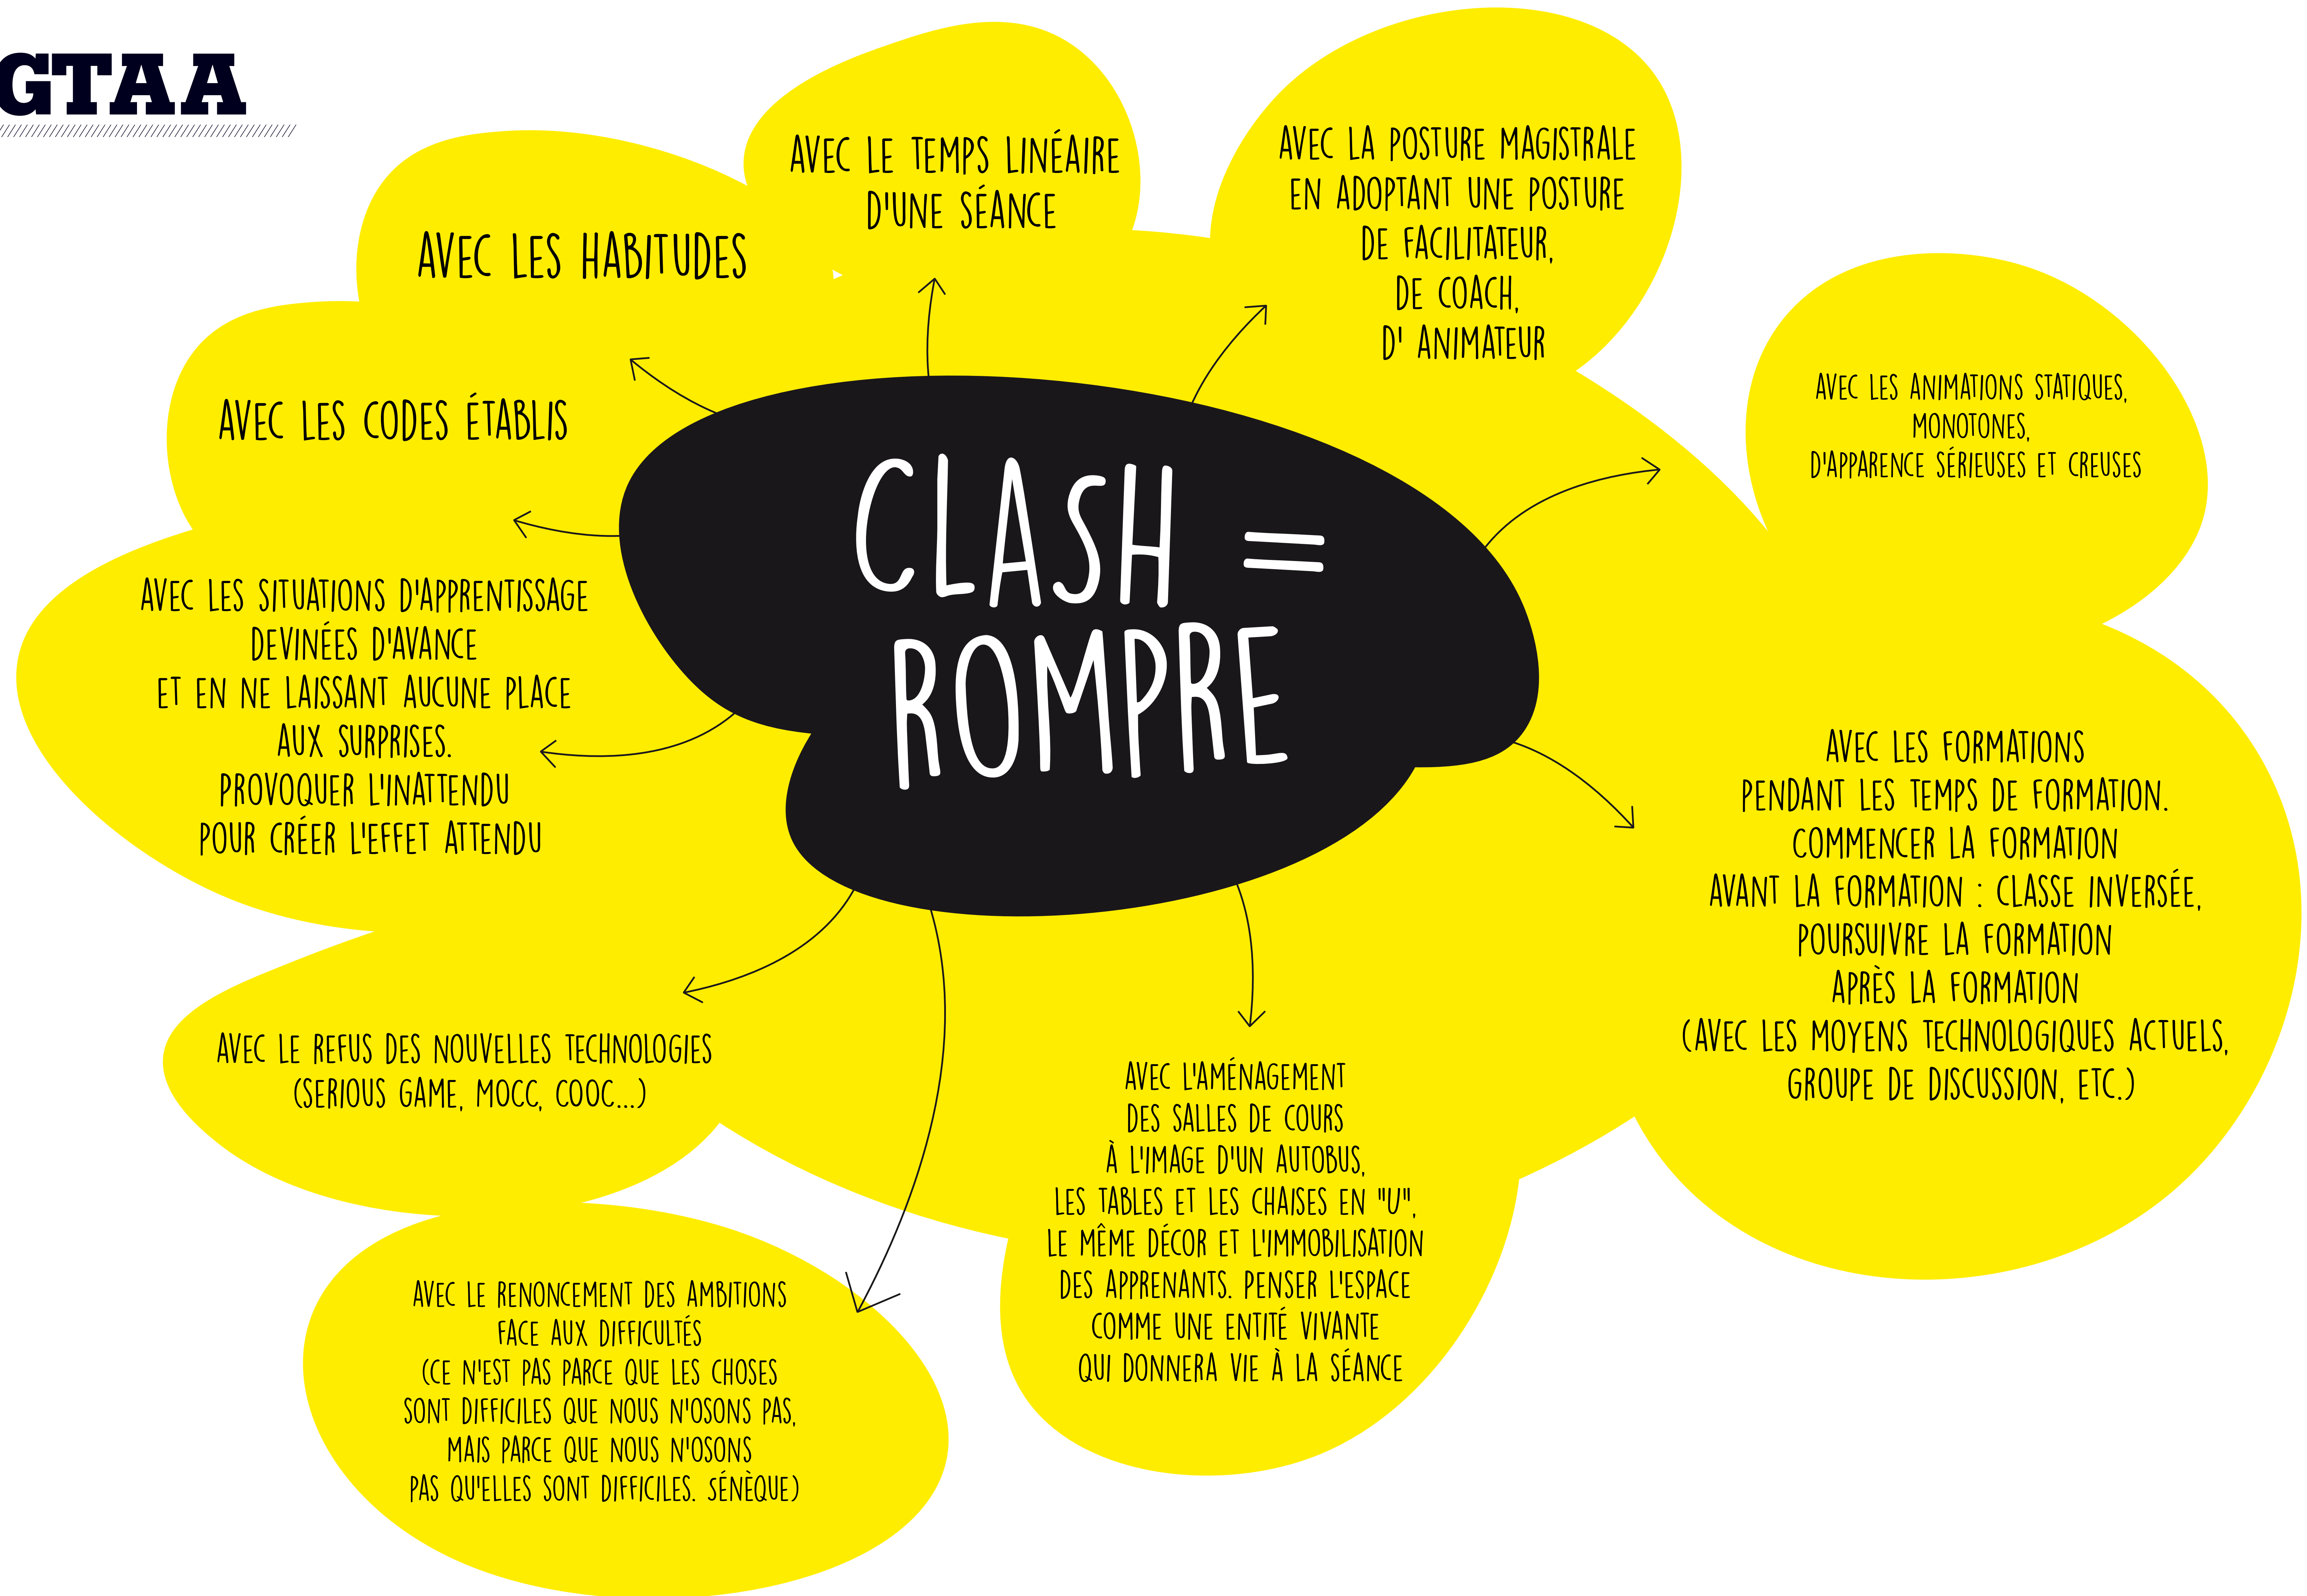 GTAA
AVEC LE TEMPS LINÉAIRE
D'UNE SÉANCE
AVEC LA POSTURE MAGISTRALE
EN ADOPTANT UNE POSTURE
DE FACILITATEUR,
DE COACH,
D' ANIMATEUR
AVEC LES HABITUDES
AVEC LES ANIMATIONS STATIQUES,
MONOTONES,
D'APPARENCE SÉRIEUSES ET CREUSES
AVEC LES CODES ÉTABLIS
CLASH =
ROMPRE
AVEC LES SITUATIONS D'APPRENTISSAGE
DEVINÉES D'AVANCE
ET EN NE LAISSANT AUCUNE PLACE
AUX SURPRISES.
PROVOQUER L'INATTENDU
POUR CRÉER L'EFFET ATTENDU
AVEC LES FORMATIONS
PENDANT LES TEMPS DE FORMATION.
COMMENCER LA FORMATION
AVANT LA FORMATION : CLASSE INVERSÉE,
POURSUIVRE LA FORMATION
APRÈS LA FORMATION
(AVEC LES MOYENS TECHNOLOGIQUES ACTUELS,
GROUPE DE DISCUSSION, ETC.)
AVEC LE REFUS DES NOUVELLES TECHNOLOGIES
(SERIOUS GAME, MOCC, COOC...)
AVEC L'AMÉNAGEMENT
DES SALLES DE COURS
À L'IMAGE D'UN AUTOBUS,
LES TABLES ET LES CHAISES EN "U",
LE MÊME DÉCOR ET L'IMMOBILISATION
DES APPRENANTS. PENSER L'ESPACE
COMME UNE ENTITÉ VIVANTE
QUI DONNERA VIE À LA SÉANCE
AVEC LE RENONCEMENT DES AMBITIONS
FACE AUX DIFFICULTÉS
(CE N'EST PAS PARCE QUE LES CHOSES
SONT DIFFICILES QUE NOUS N'OSONS PAS,
MAIS PARCE QUE NOUS N'OSONS
PAS QU'ELLES SONT DIFFICILES. SÉNÈQUE)